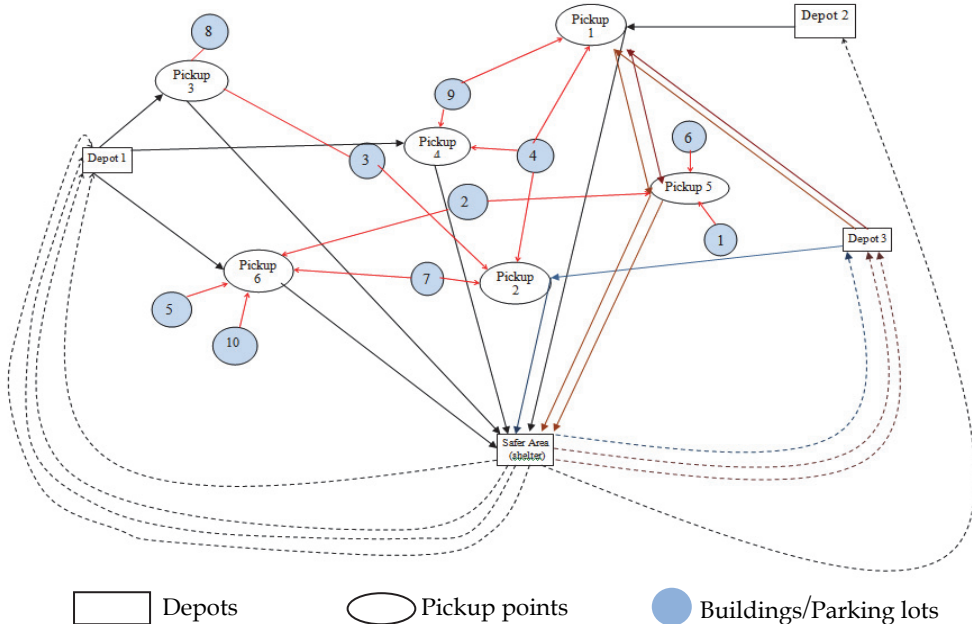 8
Pickup
1
Depot 2
Pickup
3
9
6
Depot 1
Pickup
4
3
4
Pickup 5
2
1
Depot 3
Pickup
6
7
Pickup
2
5
10
Safer Area
(shelter)
Depots
Pickup points
Buildings/Parking lots